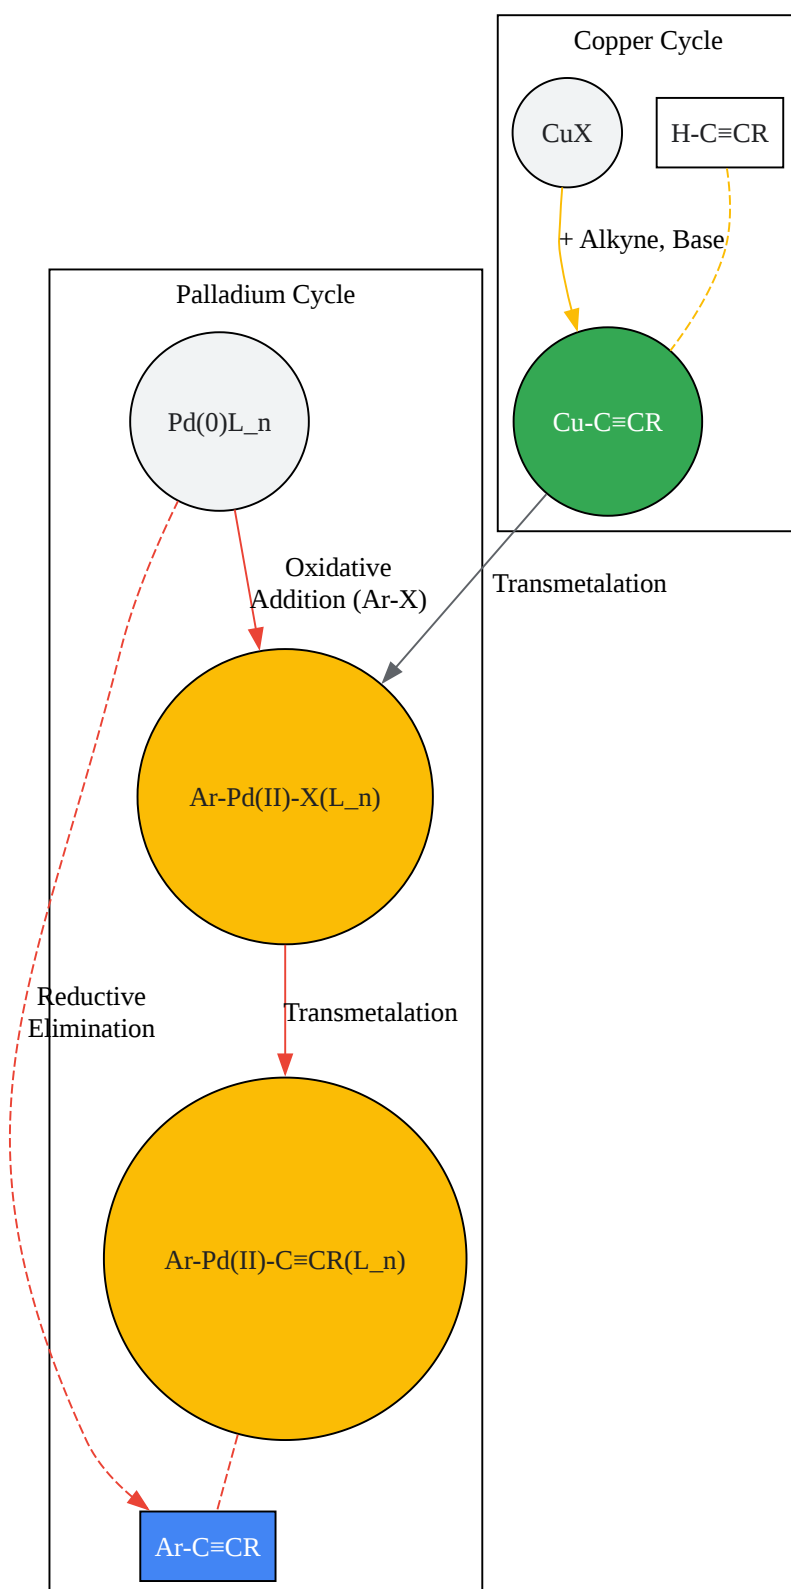 Copper Cycle
CuX
H-C≡CR
+ Alkyne, Base
Palladium Cycle
Pd(0)L_n
Cu-C≡CR
Oxidative
Addition (Ar-X)
Transmetalation
Ar-Pd(II)-X(L_n)
Reductive
Elimination
Transmetalation
Ar-Pd(II)-C≡CR(L_n)
Ar-C≡CR